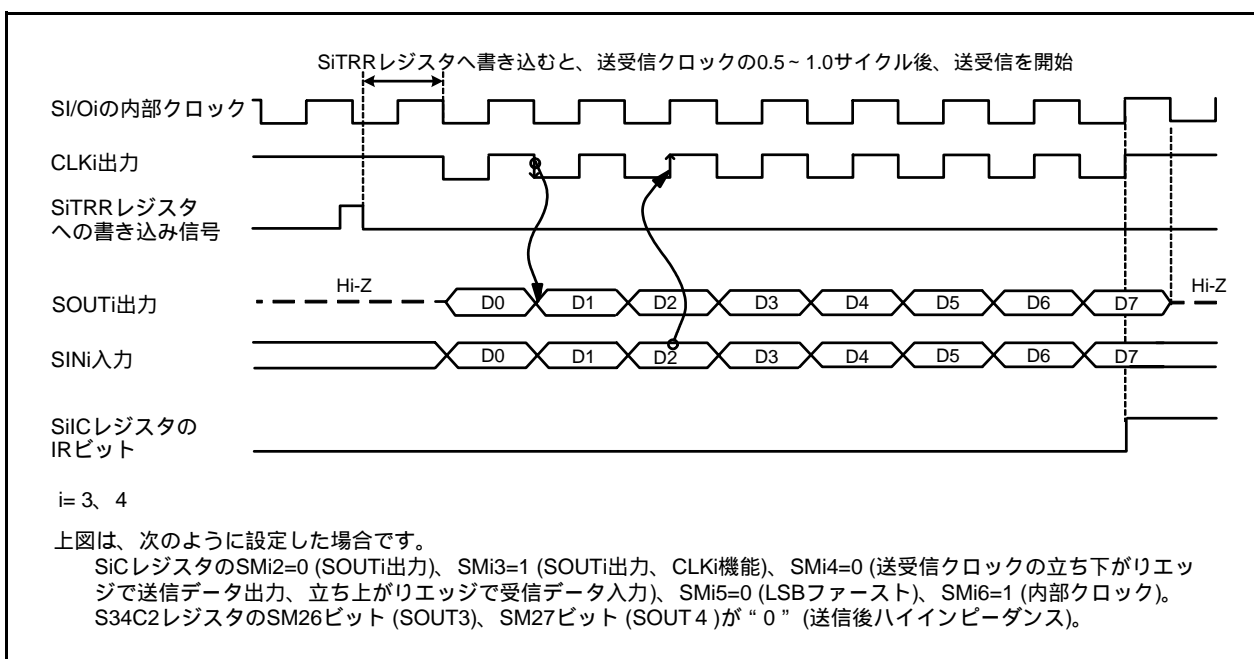 SiTRRレジスタへ書き込むと、送受信クロックの0.5~1.0サイクル後、送受信を開始
SI/Oiの内部クロック
CLKi出力
SiTRRレジスタ
への書き込み信号
Hi-Z
Hi-Z
SOUTi出力
D0 D1 D2 D3 D4 D5 D6 D7
SINi入力
D0 D1 D2 D3 D4 D5 D6 D7
SiICレジスタの
IRビット
i= 3、4
上図は、次のように設定した場合です。
SiCレジスタのSMi2=0 (SOUTi出力)、SMi3=1 (SOUTi出力、CLKi機能)、SMi4=0 (送受信クロックの立ち下がりエッ
ジで送信データ出力、立ち上がりエッジで受信データ入力)、SMi5=0 (LSBファースト)、SMi6=1 (内部クロック)。
S34C2レジスタのSM26ビット (SOUT3)、SM27ビット (SOUT4)が“0”(送信後ハイインピーダンス)。